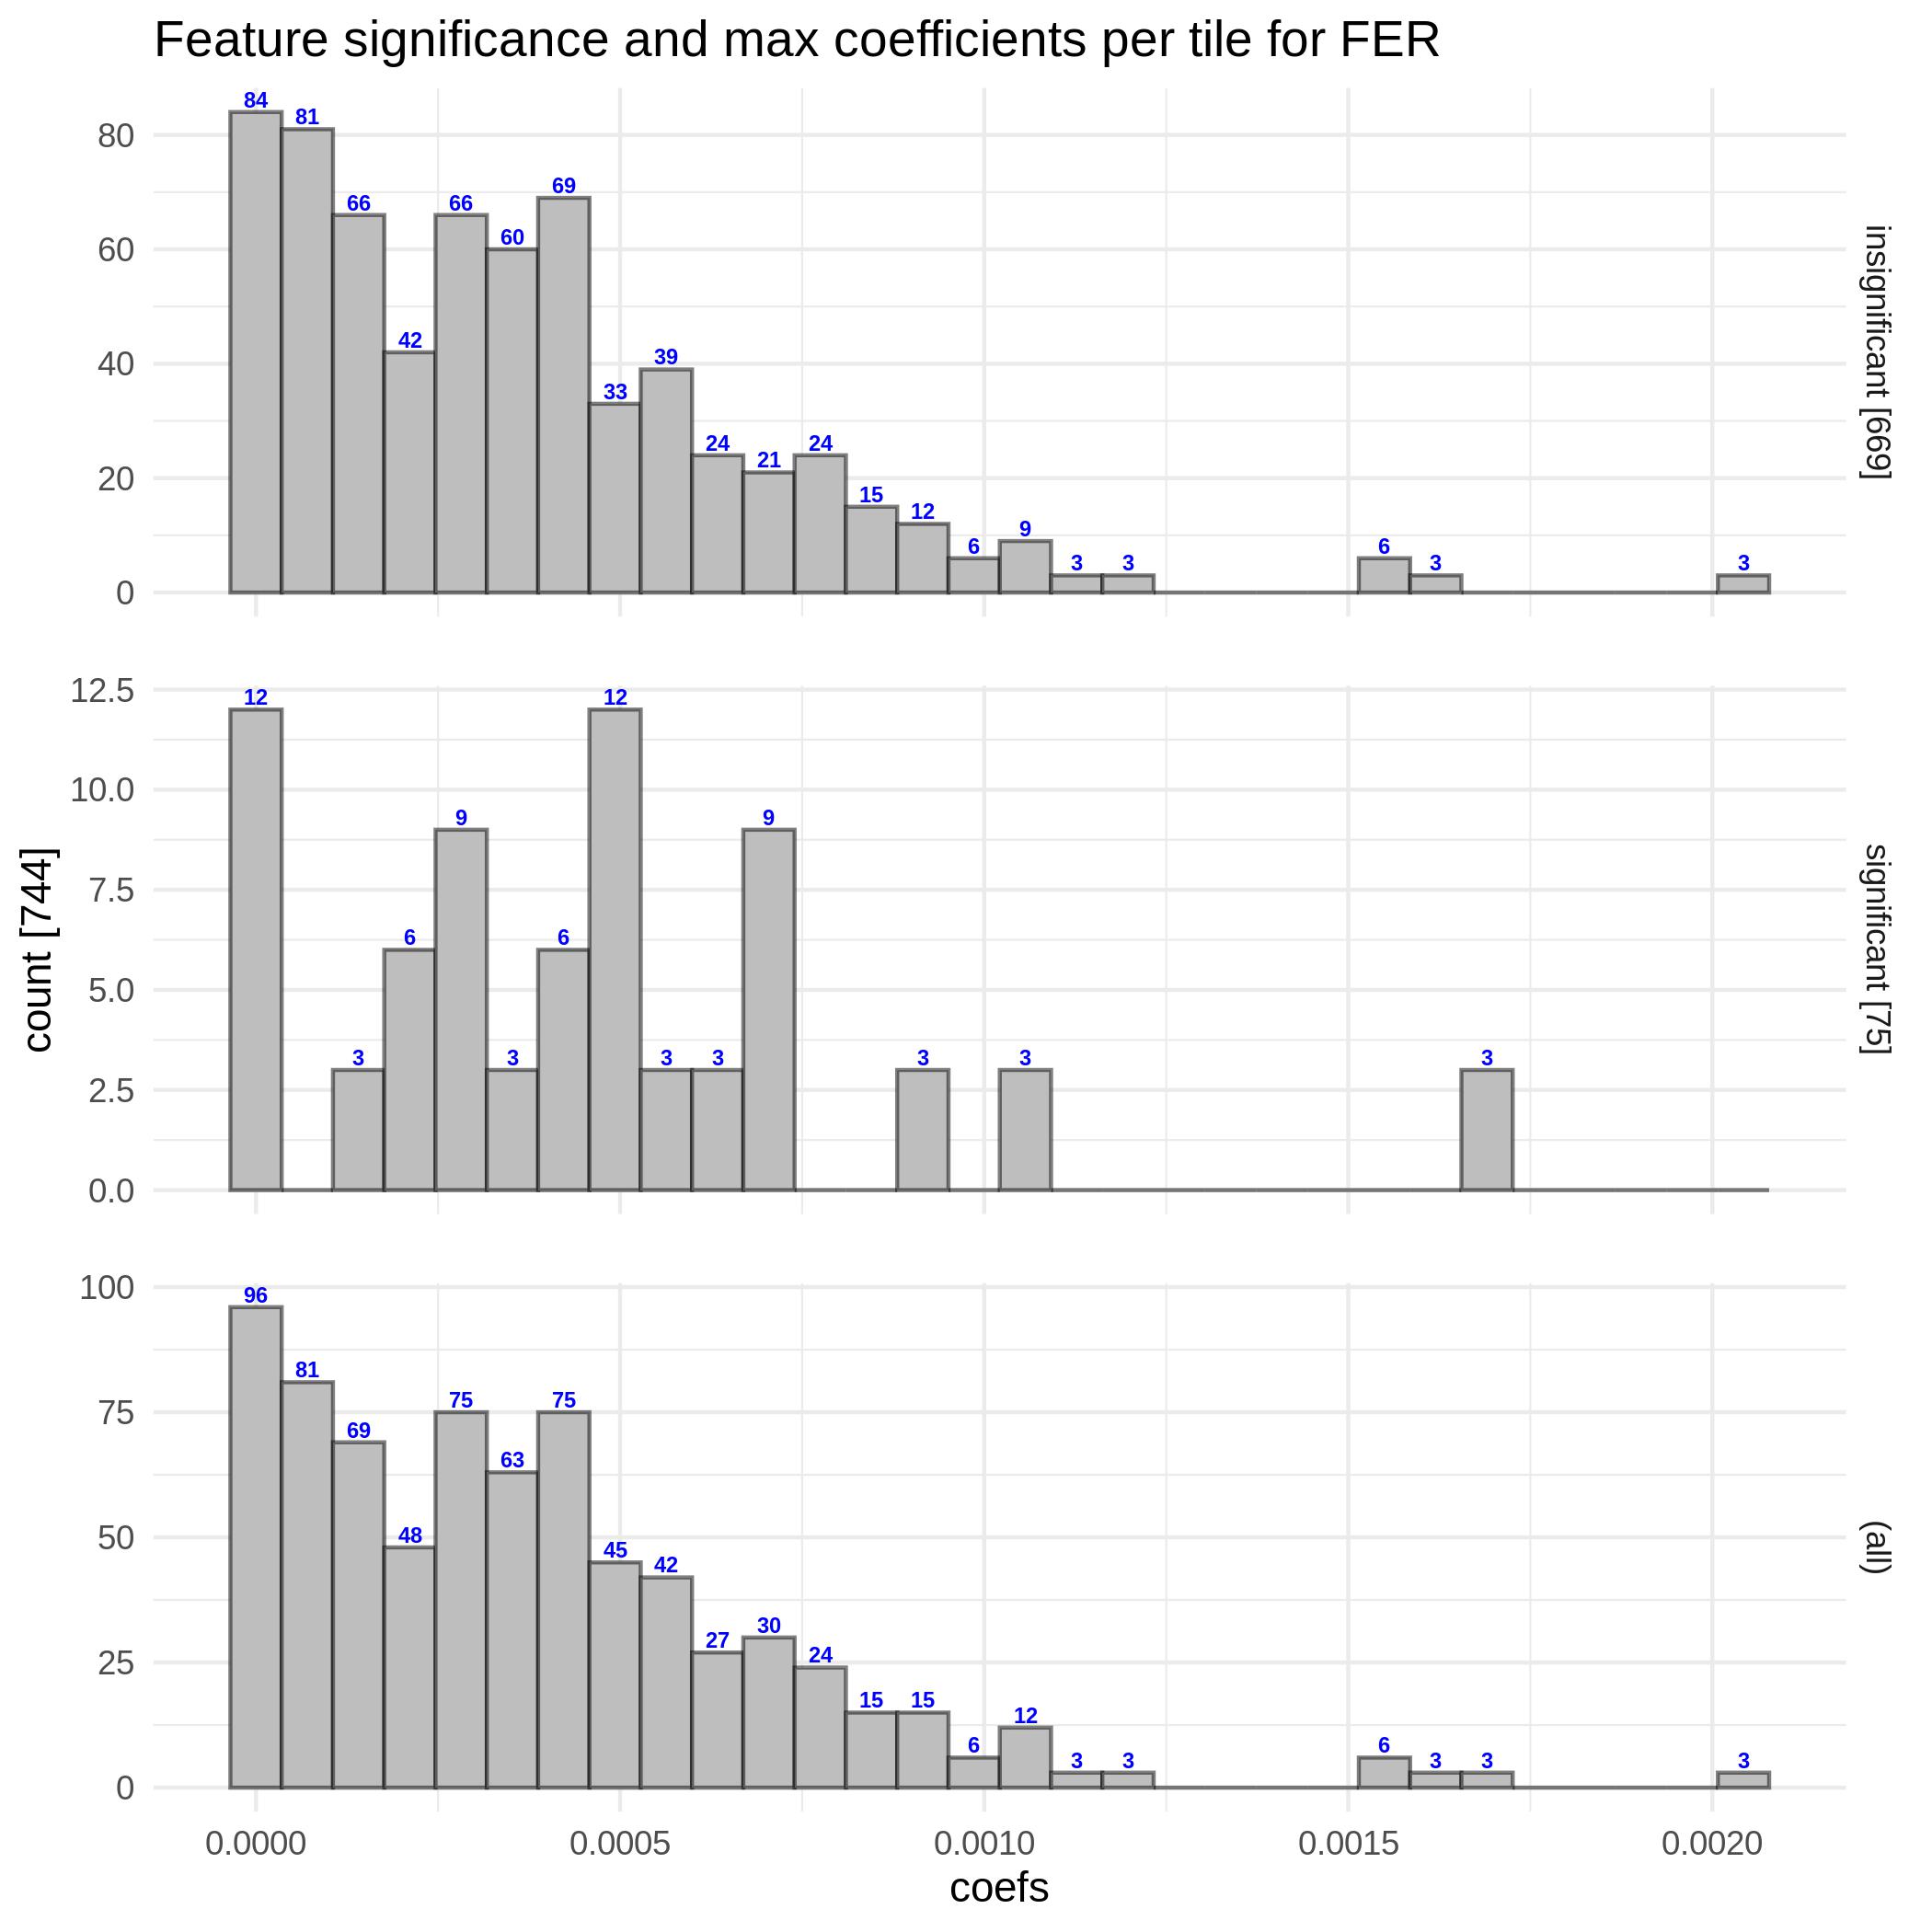 Feature significance and max coefficients per tile for FER
84 81 66 42 66 60 69 33 39 24 21 24 15 12 6 9 3 3 6 3 3
80
60
40
20
0
insignificant [669]
count [744]
12 3 6 9 3 6 12 3 3 9 3 3 3
12.5
10.0
7.5
5.0
2.5
0.0
significant [75]
96 81 69 48 75 63 75 45 42 27 30 24 15 15 6 12 3 3 6 3 3 3
100
75
50
25
0
(all)
0.0000 0.0005 0.0010 0.0015 0.0020
coefs